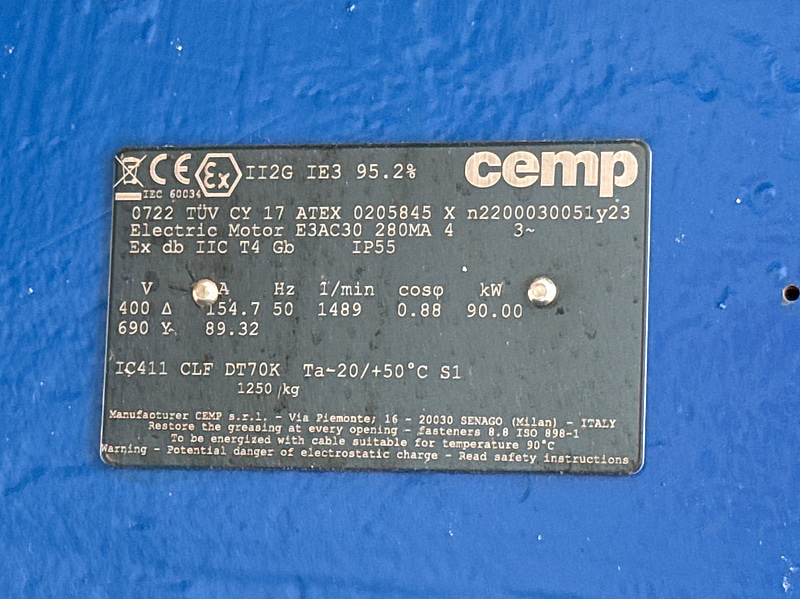 CE Ex II2G IE3 95.2% cemp
IEC 60034
0722 TÜV CY 17 ATEX 0205845 X n2200030051y23
Electric Motor E3AC30 280MA 4 3~
Ex db IIC T4 Gb IP55
V A Hz 1/min cosφ kW
400 Δ 154.7 50 1489 0.88 90.00
690 Y 89.32
IC411 CLF DT70K Ta-20/+50°C S1
1250 kg
Manufacturer CEMP s.r.l. - Via Piemonte, 16 - 20030 SENAGO (Milan) - ITALY
Restore the greasing at every opening - fasteners 8.8 ISO 898-1
To be energized with cable suitable for temperature 90°C
Warning - Potential danger of electrostatic charge - Read safety instructions